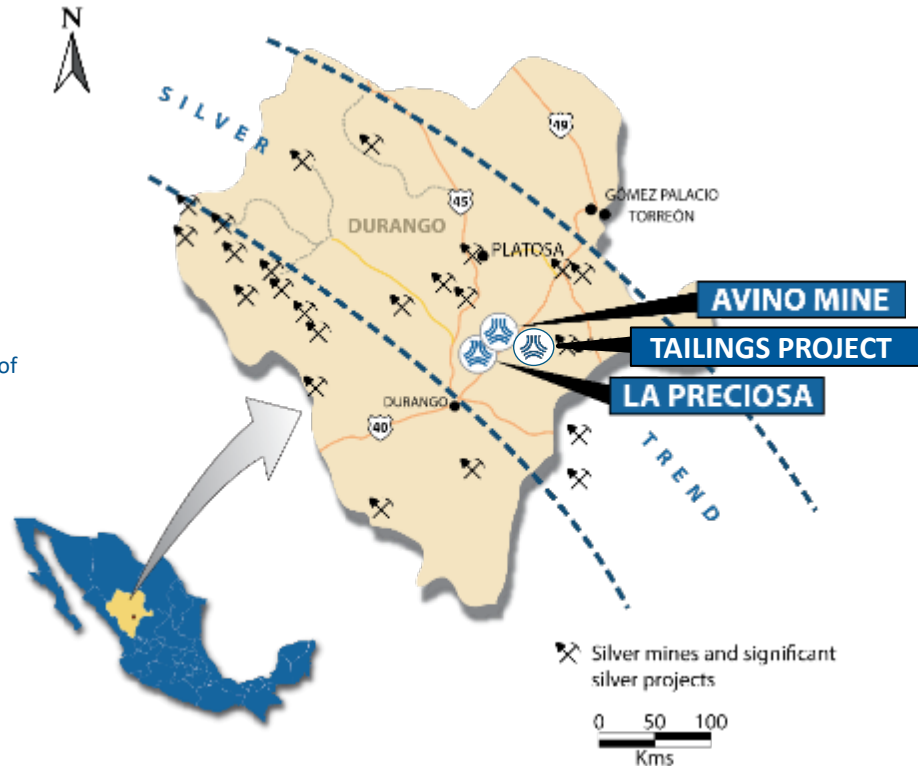 N
SILVER
49
45
GÓMEZ PALACIO
TORREÓN
DURANGO
PLATOSA
AVINO MINE
TAILINGS PROJECT
of
LA PRECIOSA
DURANGO
40
TREND
Silver mines and significant
silver projects
0 50 100
Kms